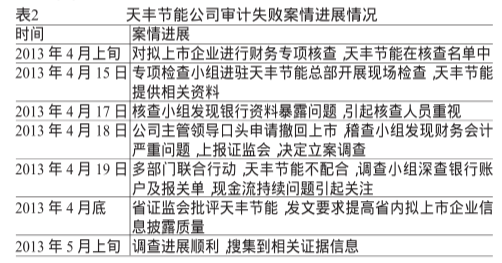 表2 天丰节能公司审计失败案情进展情况
时间 案情进展
2013 年 4 月上旬 对拟上市企业进行财务专项核查 ,天丰节能在核查名单中
2013 年 4 月 15 日 专项检查小组进驻天丰节能总部开展现场检查 ,天丰节能
提供相关资料
2013 年 4 月 17 日 核查小组发现银行资料暴露问题 ,引起核查人员重视
2013 年 4 月 18 日 公司主管领导口头申请撤回上市 ,稽查小组发现财务会计
严重问题 ,上报证监会 ,决定立案调查
2013 年 4 月 19 日 多部门联合行动 ,天丰节能不配合 ,调查小组深查银行账
户及报关单 ,现金流持续问题引起关注
2013 年 4 月底 省证监会批评天丰节能 ,发文要求提高省内拟上市企业信
息披露质量
2013 年 5 月上旬 调查进展顺利 ,搜集到相关证据信息